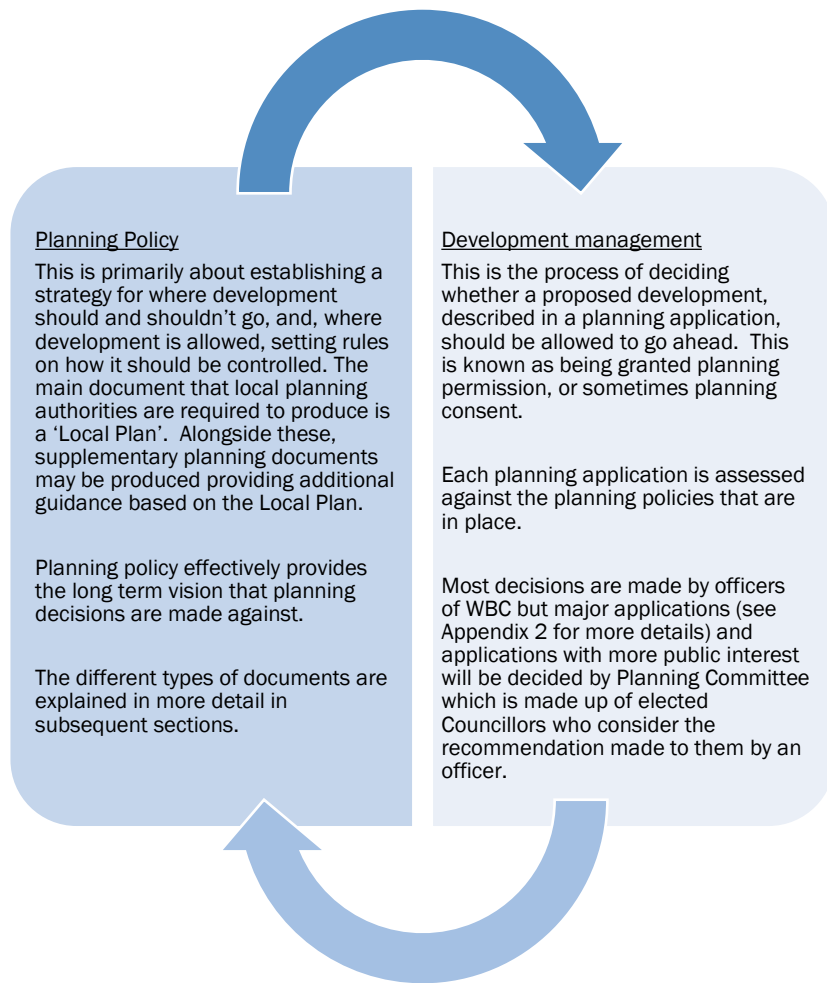 Planning Policy
This is primarily about establishing a
strategy for where development
should and shouldn’t go, and, where
development is allowed, setting rules
on how it should be controlled. The
main document that local planning
authorities are required to produce is
a ‘Local Plan’.  Alongside these,
supplementary planning documents
may be produced providing additional
guidance based on the Local Plan.
Planning policy effectively provides
the long term vision that planning
decisions are made against.
The different types of documents are
explained in more detail in
subsequent sections.
Development management
This is the process of deciding
whether a proposed development,
described in a planning application,
should be allowed to go ahead.  This
is known as being granted planning
permission, or sometimes planning
consent.
Each planning application is assessed
against the planning policies that are
in place.
Most decisions are made by officers
of WBC but major applications (see
Appendix 2 for more details) and
applications with more public interest
will be decided by Planning Committee
which is made up of elected
Councillors who consider the
recommendation made to them by an
officer.